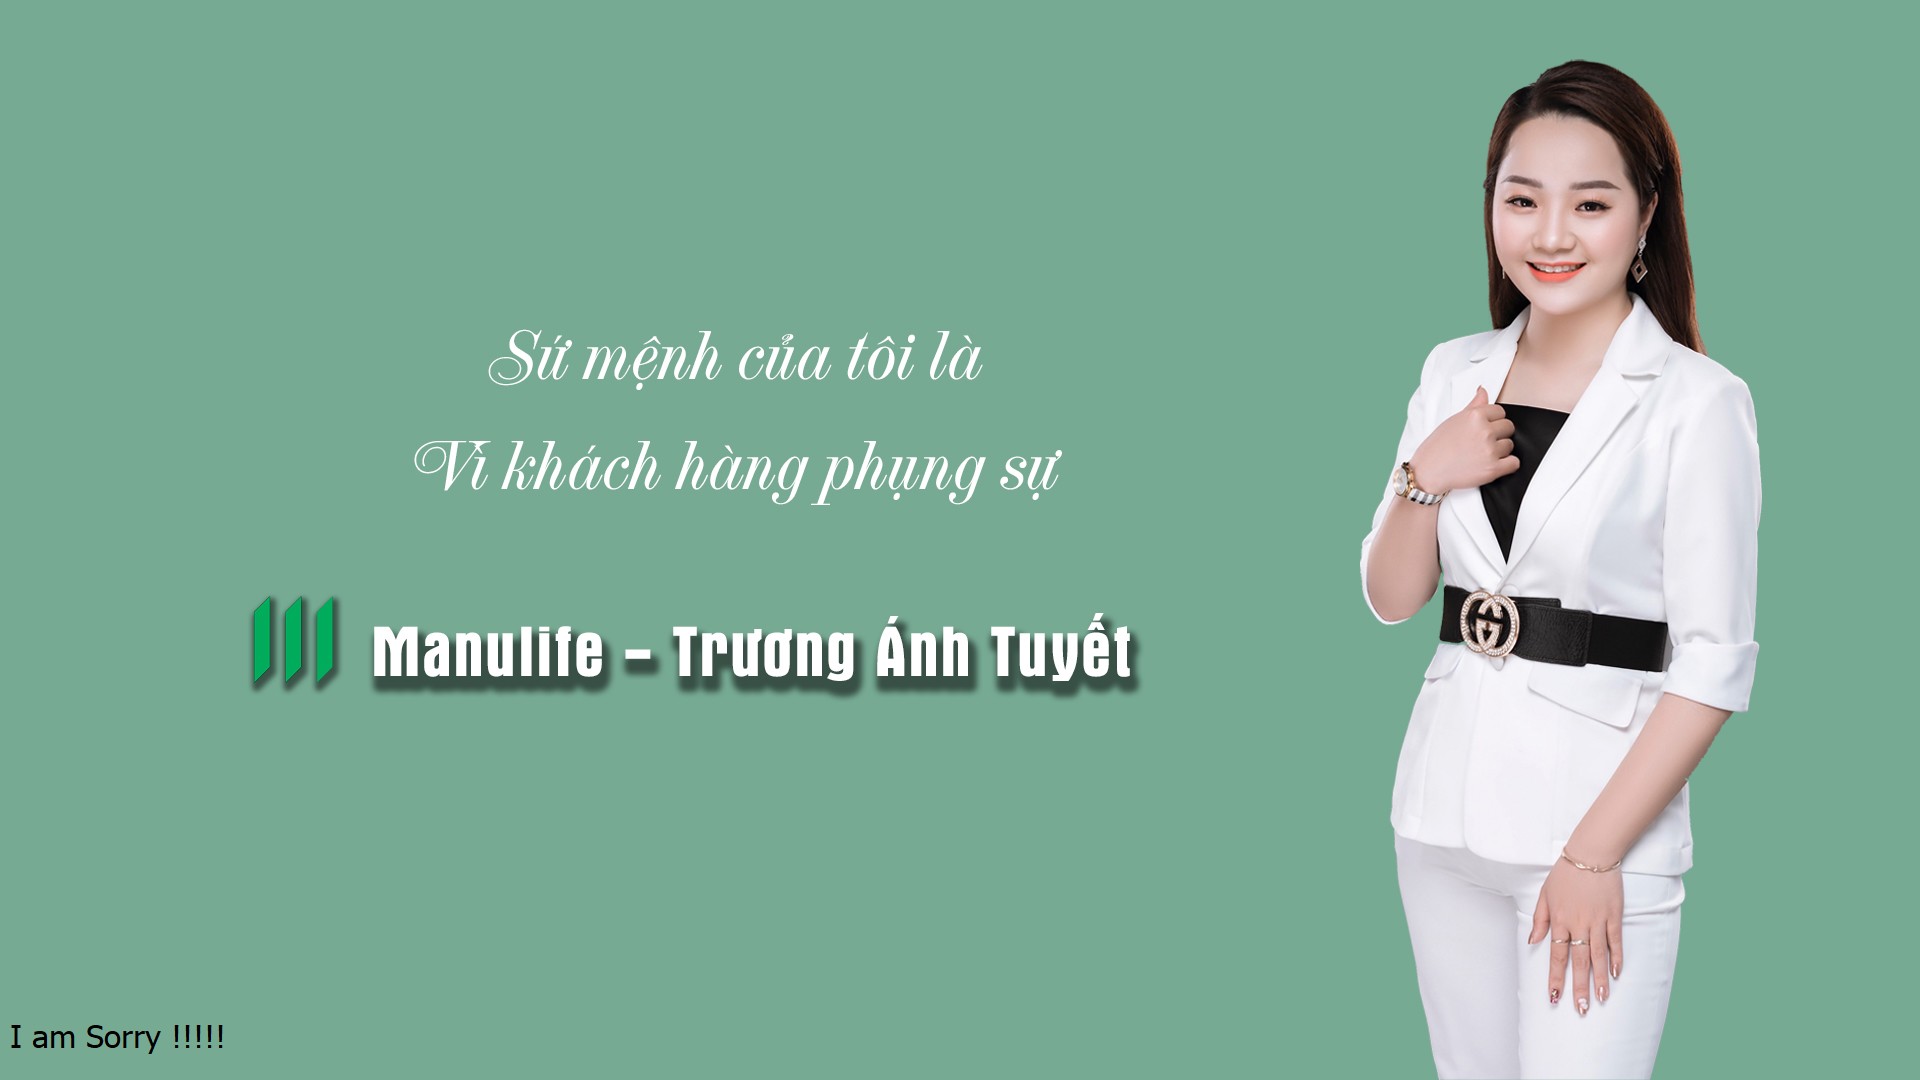 Sứ mệnh của tôi là
Vì khách hàng phụng sự
Manulife - Trương Ánh Tuyết
I am Sorry !!!!!